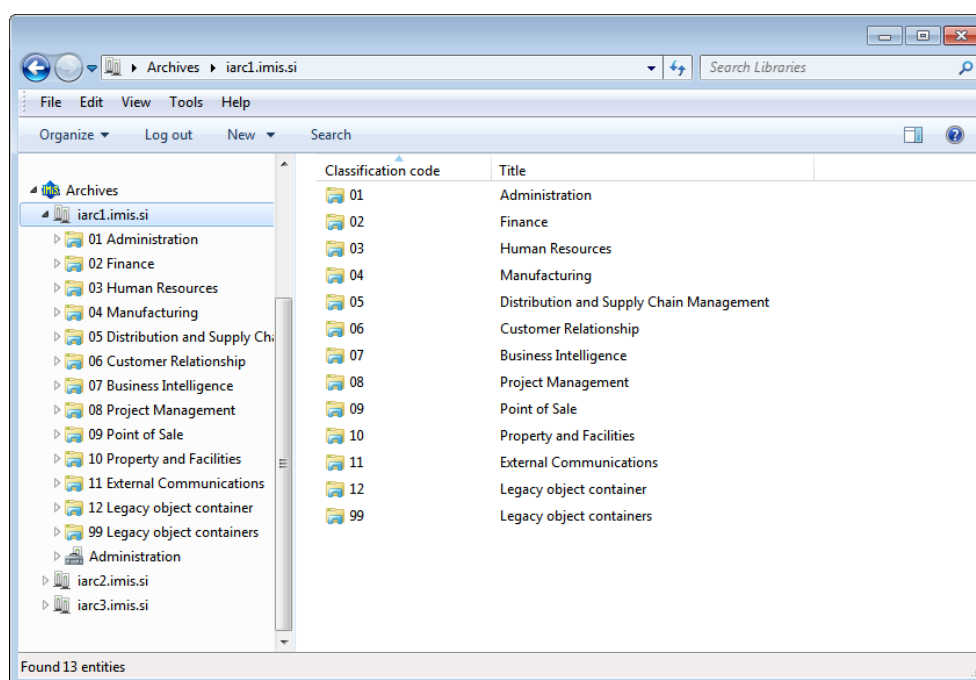 Archives iarc1.imis.si
Search Libraries
File Edit View Tools Help
Organize Log out New Search
Archives
iarc1.imis.si
01 Administration
02 Finance
03 Human Resources
04 Manufacturing
05 Distribution and Supply Cha
06 Customer Relationship
07 Business Intelligence
08 Project Management
09 Point of Sale
10 Property and Facilities
11 External Communications
12 Legacy object container
99 Legacy object containers
Administration
iarc2.imis.si
iarc3.imis.si
Classification code Title
01 Administration
02 Finance
03 Human Resources
04 Manufacturing
05 Distribution and Supply Chain Management
06 Customer Relationship
07 Business Intelligence
08 Project Management
09 Point of Sale
10 Property and Facilities
11 External Communications
12 Legacy object container
99 Legacy object containers
Found 13 entities